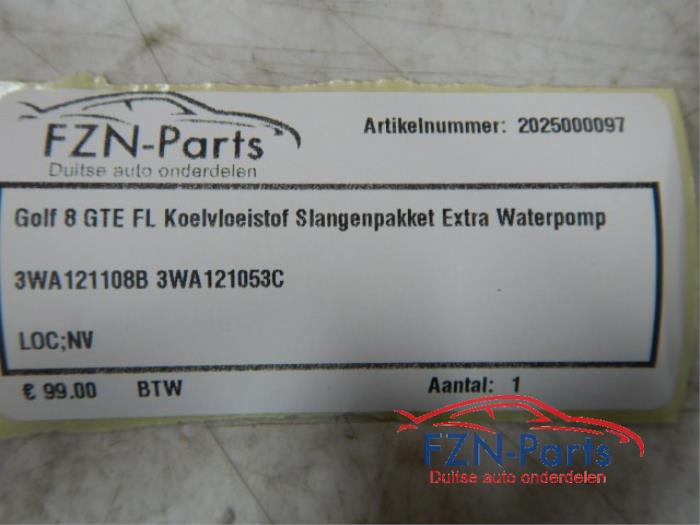 FZN-Parts
Duitse auto onderdelen
Artikelnummer: 2025000097
Golf 8 GTE FL Koelvloeistof Slangenpakket Extra Waterpomp
3WA121108B 3WA121053C
LOC;NV
€ 99.00 BTW Aantal: 1
FZN-Parts
Duitse auto onderdelen